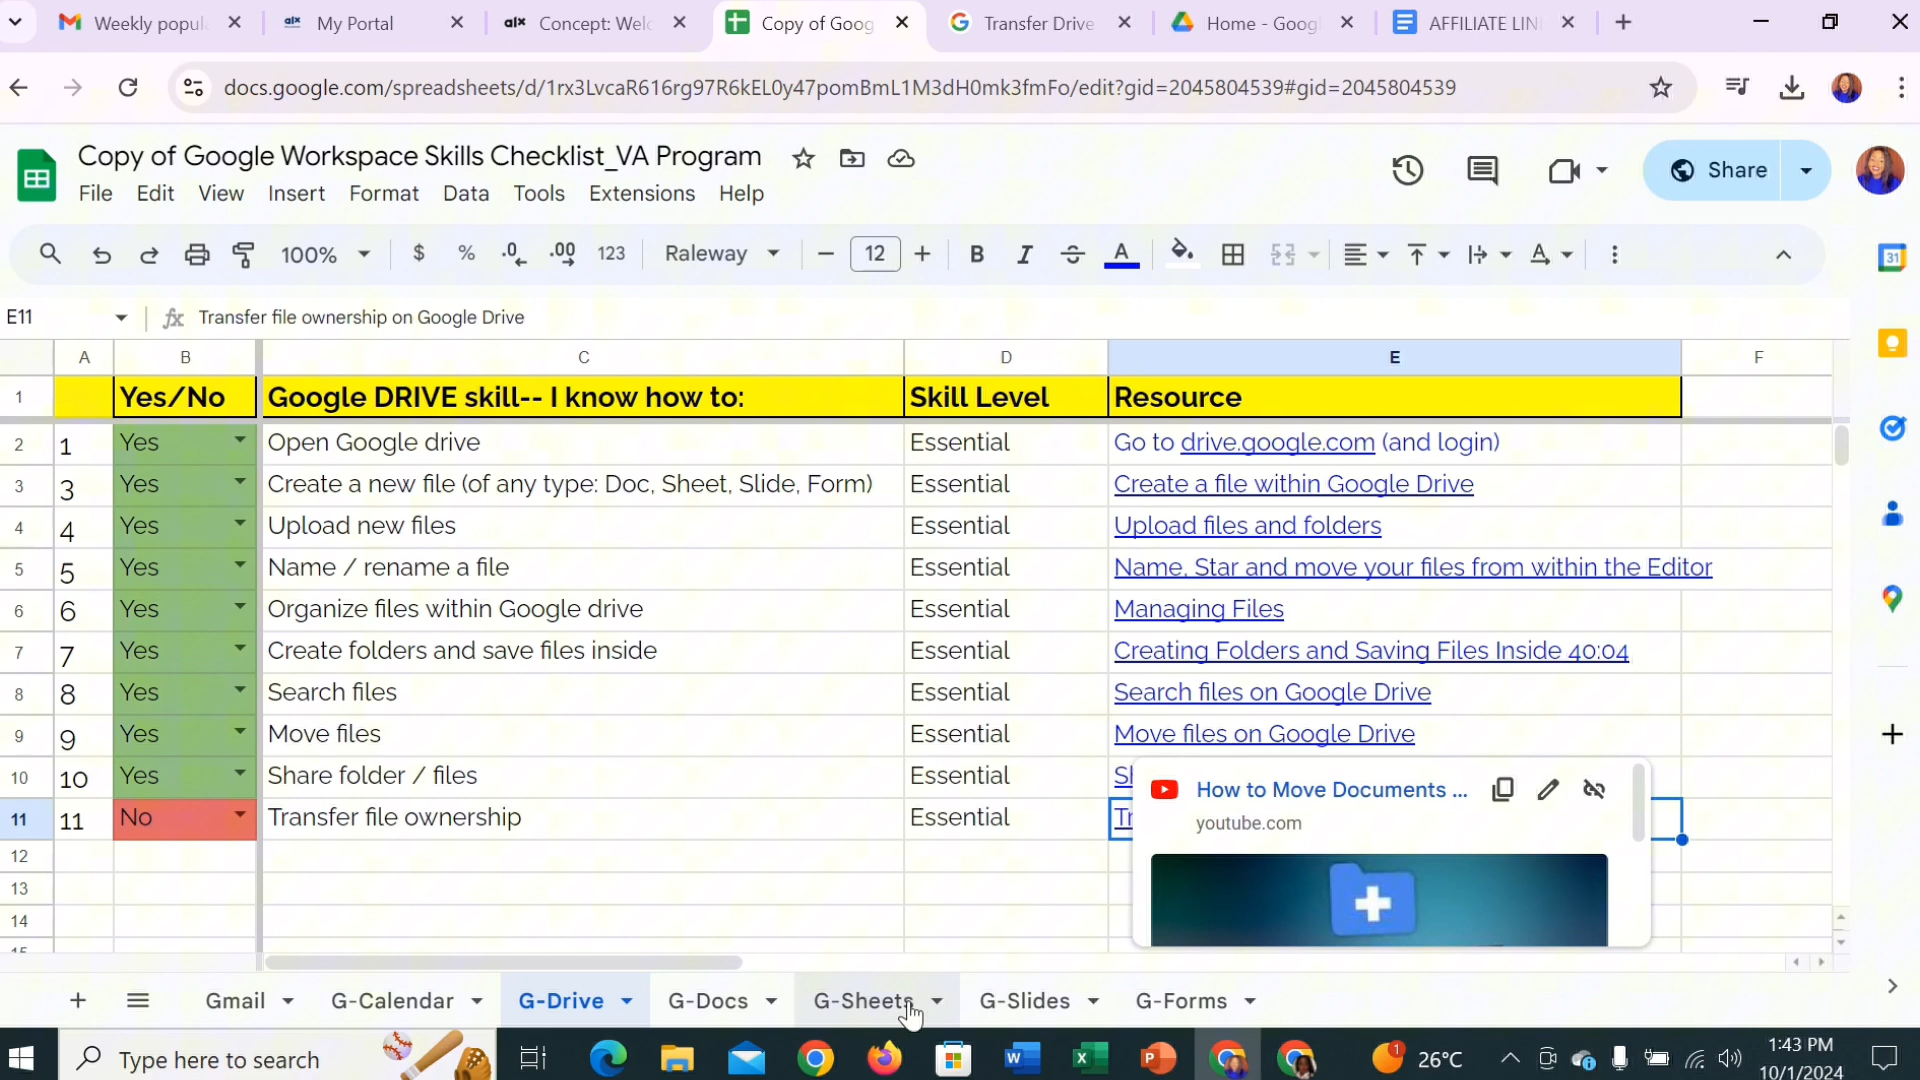 Weekly popul
My Portal
alx Concept: Welc
Copy of Goog
Transfer Drive
Home - Googl
AFFILIATE LIN
docs.google.com/spreadsheets/d/1rx3LvcaR616rg97R6kEL0y47pomBmL1M3dH0mk3fmFo/edit?gid=2045804539#gid=2045804539
Copy of Google Workspace Skills Checklist_VA Program
File Edit View Insert Format Data Tools Extensions Help
Share
100% $ % .0 .00 123 Raleway 12 B I A
E11 Transfer file ownership on Google Drive
A B C D E F
1 Yes/No Google DRIVE skill-- I know how to: Skill Level Resource
2 1 Yes Open Google drive Essential Go to drive.google.com (and login)
3 3 Yes Create a new file (of any type: Doc, Sheet, Slide, Form) Essential Create a file within Google Drive
4 4 Yes Upload new files Essential Upload files and folders
5 5 Yes Name / rename a file Essential Name, Star and move your files from within the Editor
6 6 Yes Organize files within Google drive Essential Managing Files
7 7 Yes Create folders and save files inside Essential Creating Folders and Saving Files Inside 40:04
8 8 Yes Search files Essential Search files on Google Drive
9 9 Yes Move files Essential Move files on Google Drive
10 10 Yes Share folder / files Essential Sh
11 11 No Transfer file ownership Essential Tr
How to Move Documents ...
youtube.com
12
13
14
15
Gmail G-Calendar G-Drive G-Docs G-Sheets G-Slides G-Forms
Type here to search
1
26°C
1:43 PM
10/1/2024